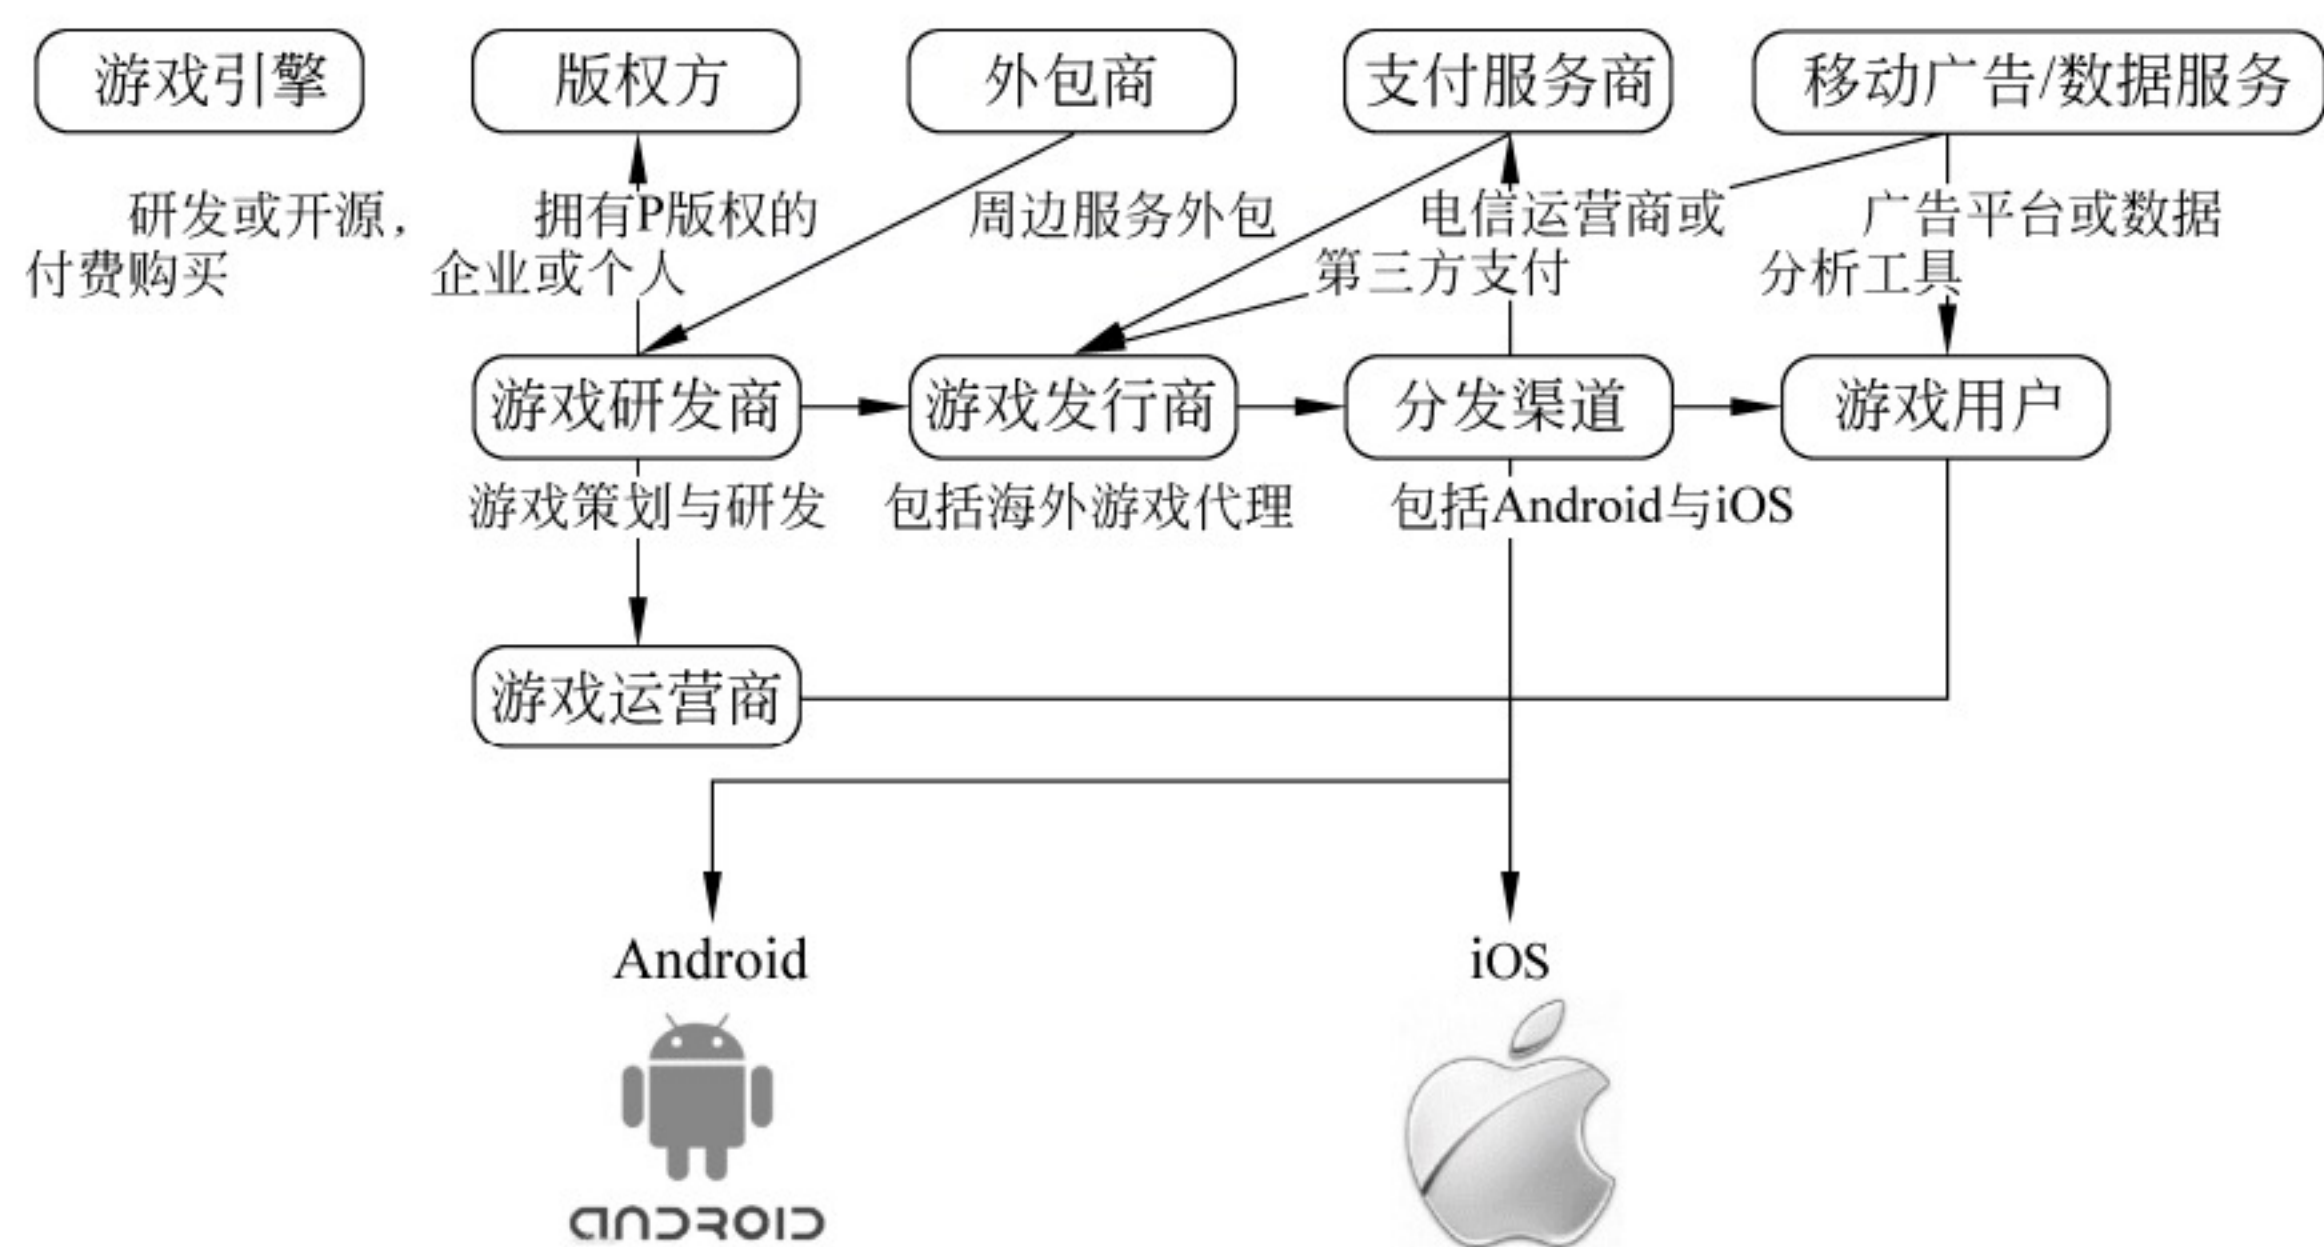 游戏引擎
版权方
外包商
支付服务商
移动广告/数据服务
研发或开源，
付费购买
拥有P版权的
企业或个人
周边服务外包
电信运营商或
第三方支付
广告平台或数据
分析工具
游戏研发商
游戏发行商
分发渠道
游戏用户
游戏策划与研发
包括海外游戏代理
包括Android与iOS
游戏运营商
Android
iOS
ANDROID